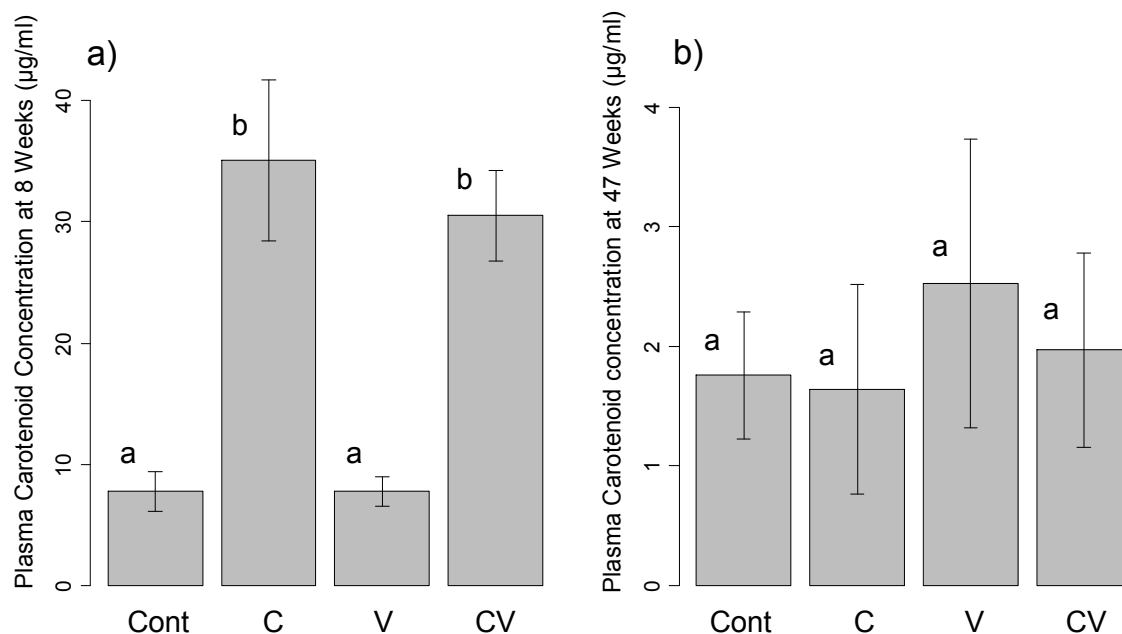 a)
Plasma Carotenoid Concentration at 8 Weeks (μg/ml)
40
30
20
10
0
b
b
a
a
Cont C V CV
b)
Plasma Carotenoid concentration at 47 Weeks (μg/ml)
4
3
2
1
0
a
a
a
a
Cont C V CV